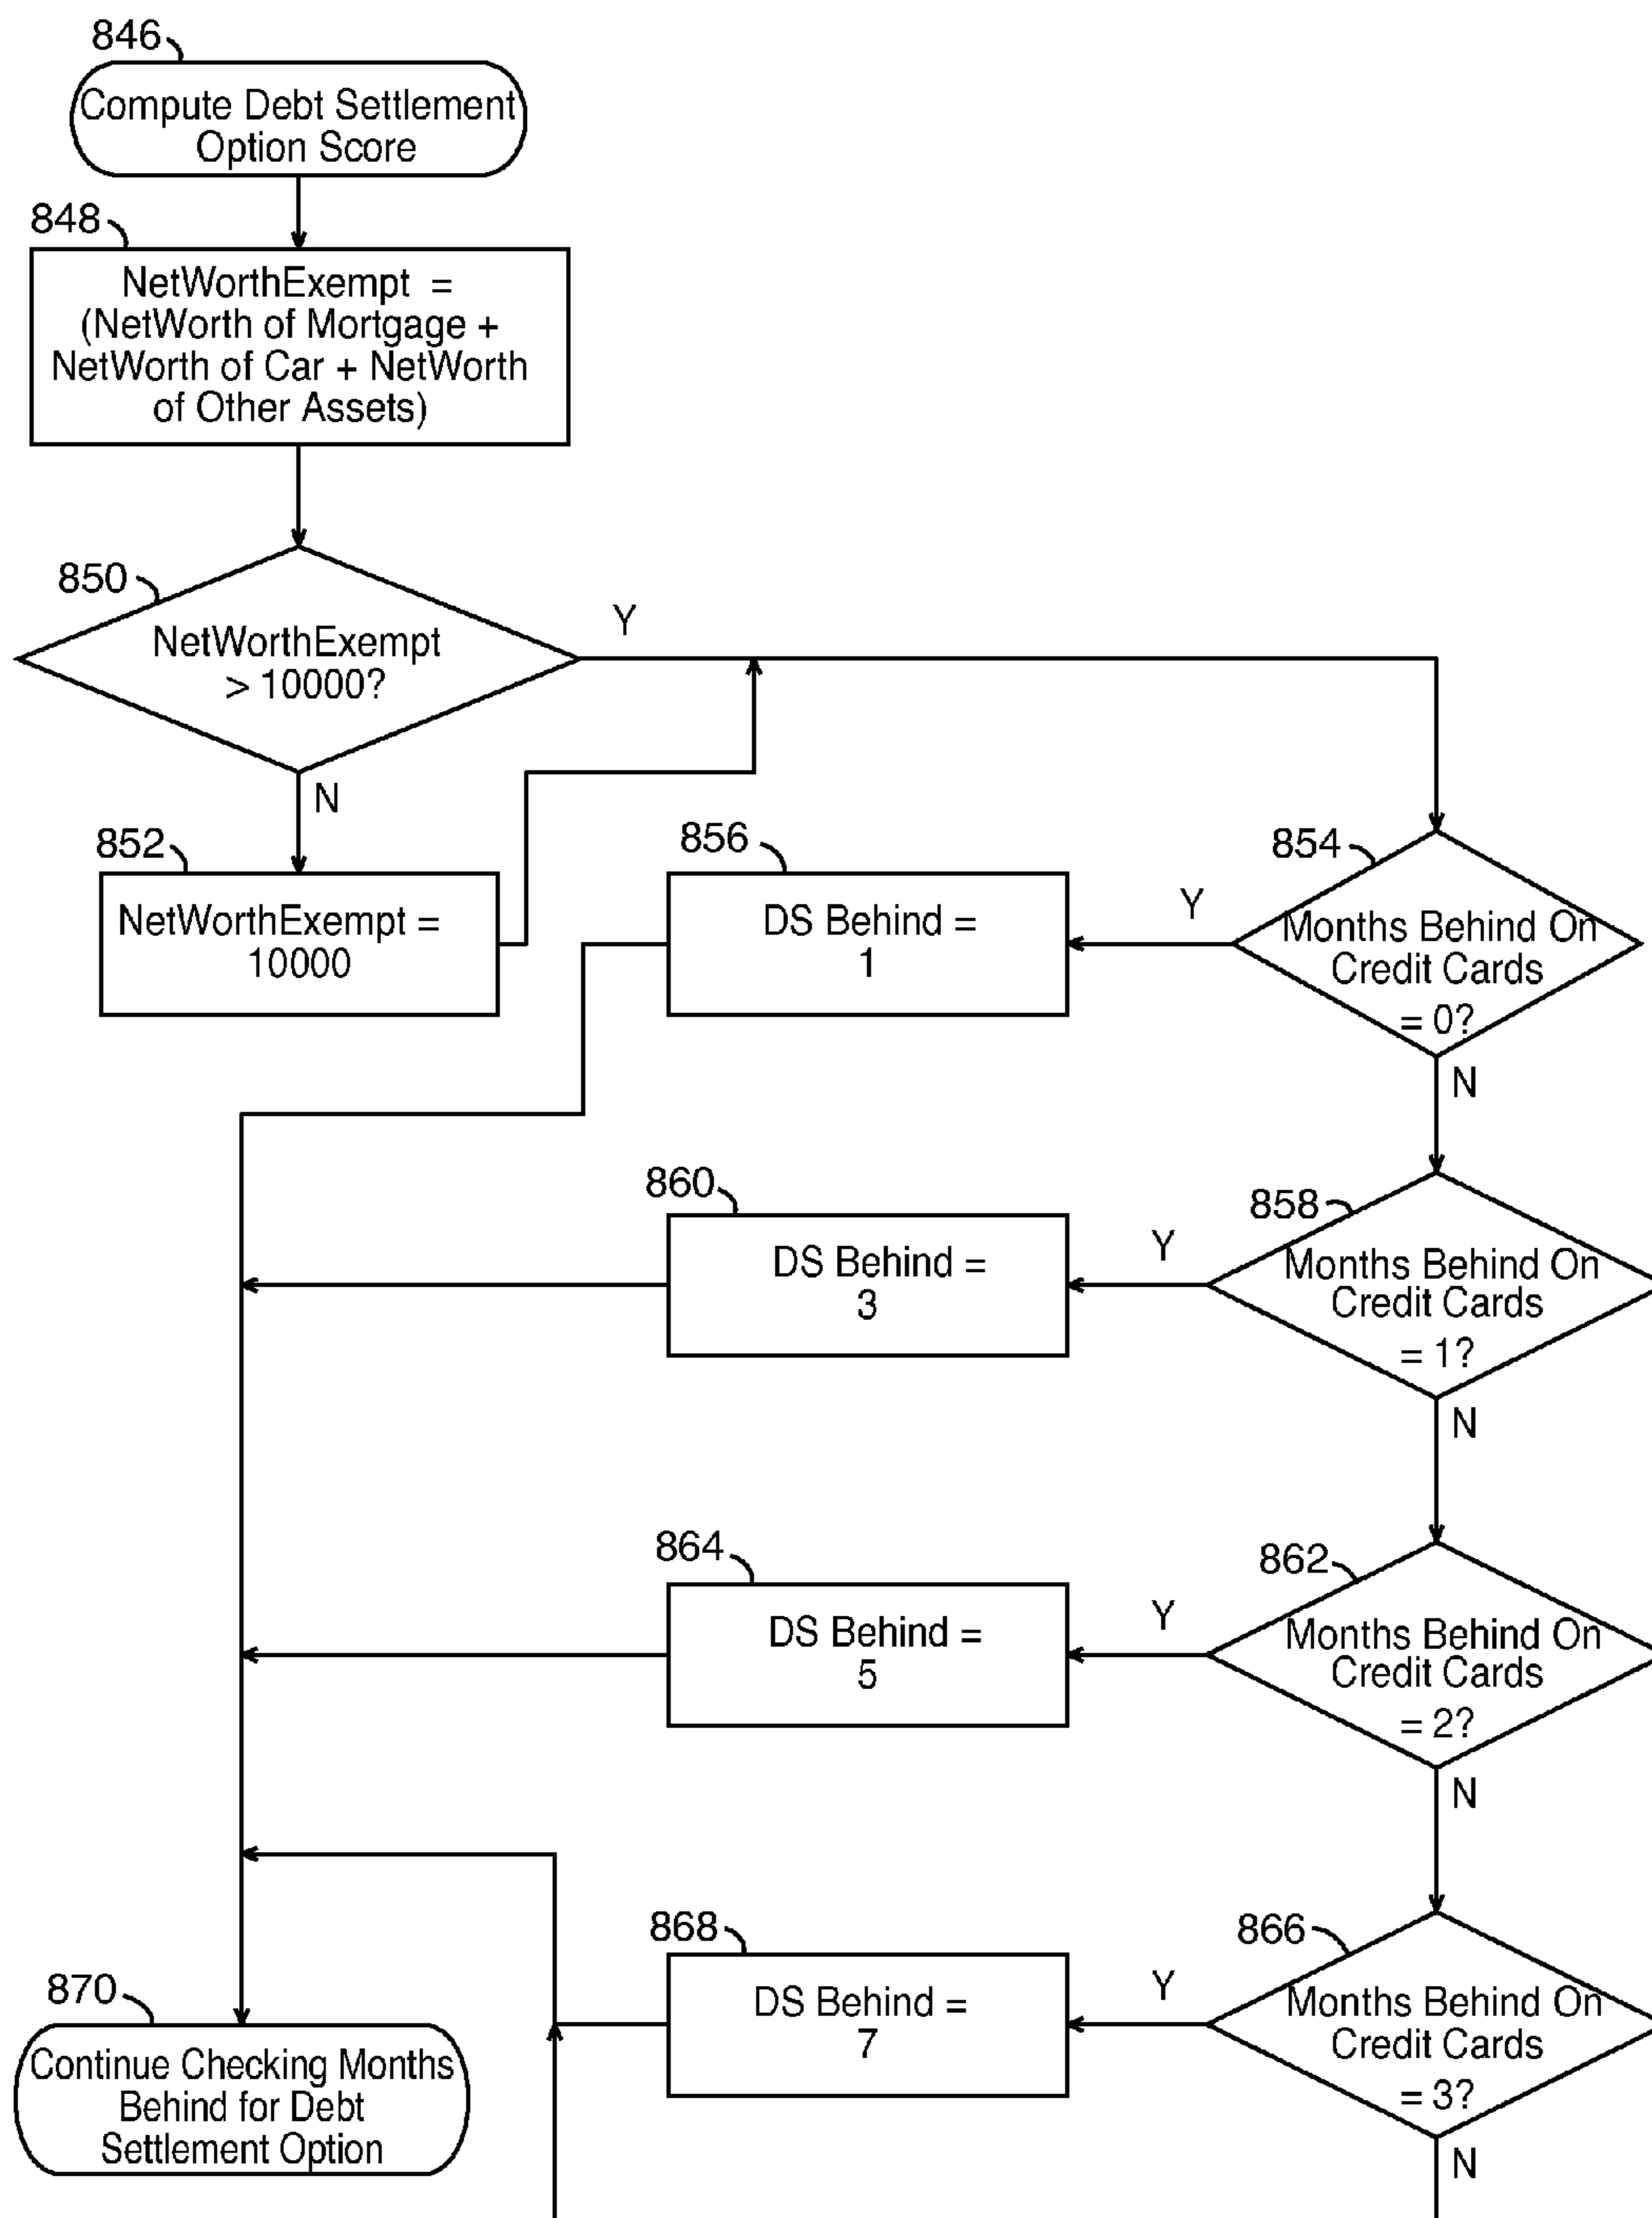 846
Compute Debt Settlement
Option Score
848
NetWorthExempt =
(NetWorth of Mortgage +
NetWorth of Car + NetWorth
of Other Assets)
850
NetWorthExempt
> 10000?
Y
N
852
NetWorthExempt =
10000
856
DS Behind =
1
Y
854
Months Behind On
Credit Cards
= 0?
N
860
DS Behind =
3
Y
858
Months Behind On
Credit Cards
= 1?
N
864
DS Behind =
5
Y
862
Months Behind On
Credit Cards
= 2?
N
868
DS Behind =
7
Y
866
Months Behind On
Credit Cards
= 3?
N
870
Continue Checking Months
Behind for Debt
Settlement Option